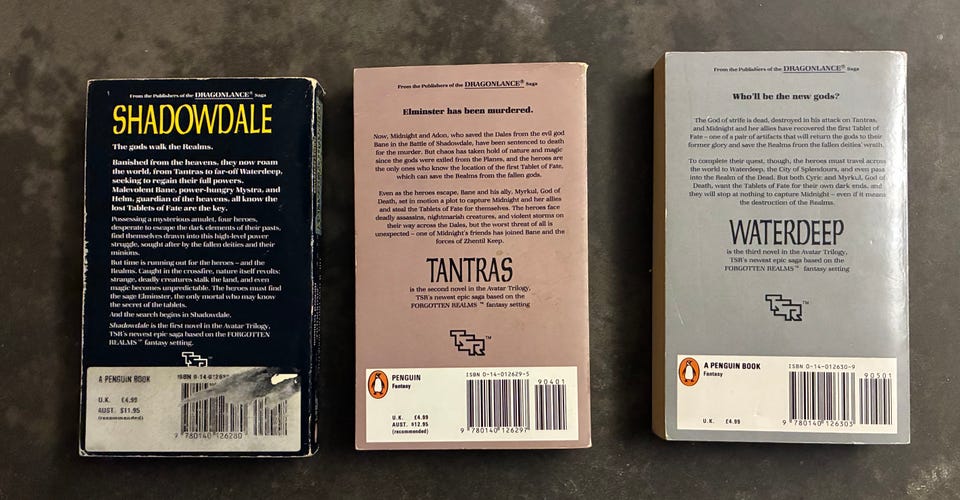 From the Publishers of the DRAGONLANCE® Saga
SHADOWDALE
The gods walk the Realms.
Banished from the heavens, they now roam
the world, from Tantras to far-off Waterdeep,
seeking to regain their full powers.
Malevolent Bane, power-hungry Mystra, and
Helm, guardian of the heavens, all know the
lost Tablets of Fate are the key.
Possessing a mysterious amulet, four heroes,
desperate to escape the dark elements of their pasts,
find themselves drawn into this high-level power
struggle, sought after by the fallen deities and their
minions.
But time is running out for the heroes – and the
Realms. Caught in the crossfire, nature itself revolts:
strange, deadly creatures stalk the land, and even
magic becomes unpredictable. The heroes must find
the sage Elminster, the only mortal who may know
the secret of the tablets.
And the search begins in Shadowdale.
Shadowdale is the first novel in the Avatar Trilogy,
TSR's newest epic saga based on the FORGOTTEN
REALMS™ fantasy setting.
TSR
A PENGUIN BOOK
U.K. £4.99
AUST. $11.95
(recommended)
9 780140 126280
From the Publishers of the DRAGONLANCE® Saga
Elminster has been murdered.
Now, Midnight and Adon, who saved the Dales from the evil god
Bane in the Battle of Shadowdale, have been sentenced to death
for the murder. But chaos has taken hold of nature and magic
since the gods were exiled from the Planes, and the heroes are
the only ones who know the location of the first Tablet of Fate,
which can save the Realms from the fallen gods.
Even as the heroes escape, Bane and his ally, Myrkul, God of
Death, set in motion a plot to capture Midnight and her allies
and steal the Tablets of Fate for themselves. The heroes face
deadly assassins, nightmarish creatures, and violent storms on
their way across the Dales, but the worst threat of all is
unexpected – one of Midnight's friends has joined Bane and the
forces of Zhentil Keep.
TANTRAS
is the second novel in the Avatar Trilogy,
TSR's newest epic saga based on the
FORGOTTEN REALMS™ fantasy setting
TSR™
PENGUIN
Fantasy
ISBN 0-14-012629-5
90401
U.K. £4.99
AUST. $12.95
(recommended)
9 780140 126297
From the Publishers of the DRAGONLANCE® Saga
Who'll be the new gods?
The God of strife is dead, destroyed in his attack on Tantras,
and Midnight and her allies have recovered the first Tablet of
Fate – one of a pair of artifacts that will return the gods to their
former glory and save the Realms from the fallen deities' wrath.
To complete their quest, though, the heroes must travel across
the world to Waterdeep, the City of Splendours, and even pass
into the Realm of the Dead. But both Cyric and Myrkul, God of
Death, want the Tablets of Fate for their own dark ends, and
they will stop at nothing to capture Midnight – even if it means
the destruction of the Realms.
WATERDEEP
is the third novel in the Avatar Trilogy,
TSR's newest epic saga based on the
FORGOTTEN REALMS™ fantasy setting
TSR™
A PENGUIN BOOK
Fantasy
ISBN 0-14-012630-9
90501
U.K. £4.99
9 780140 126303